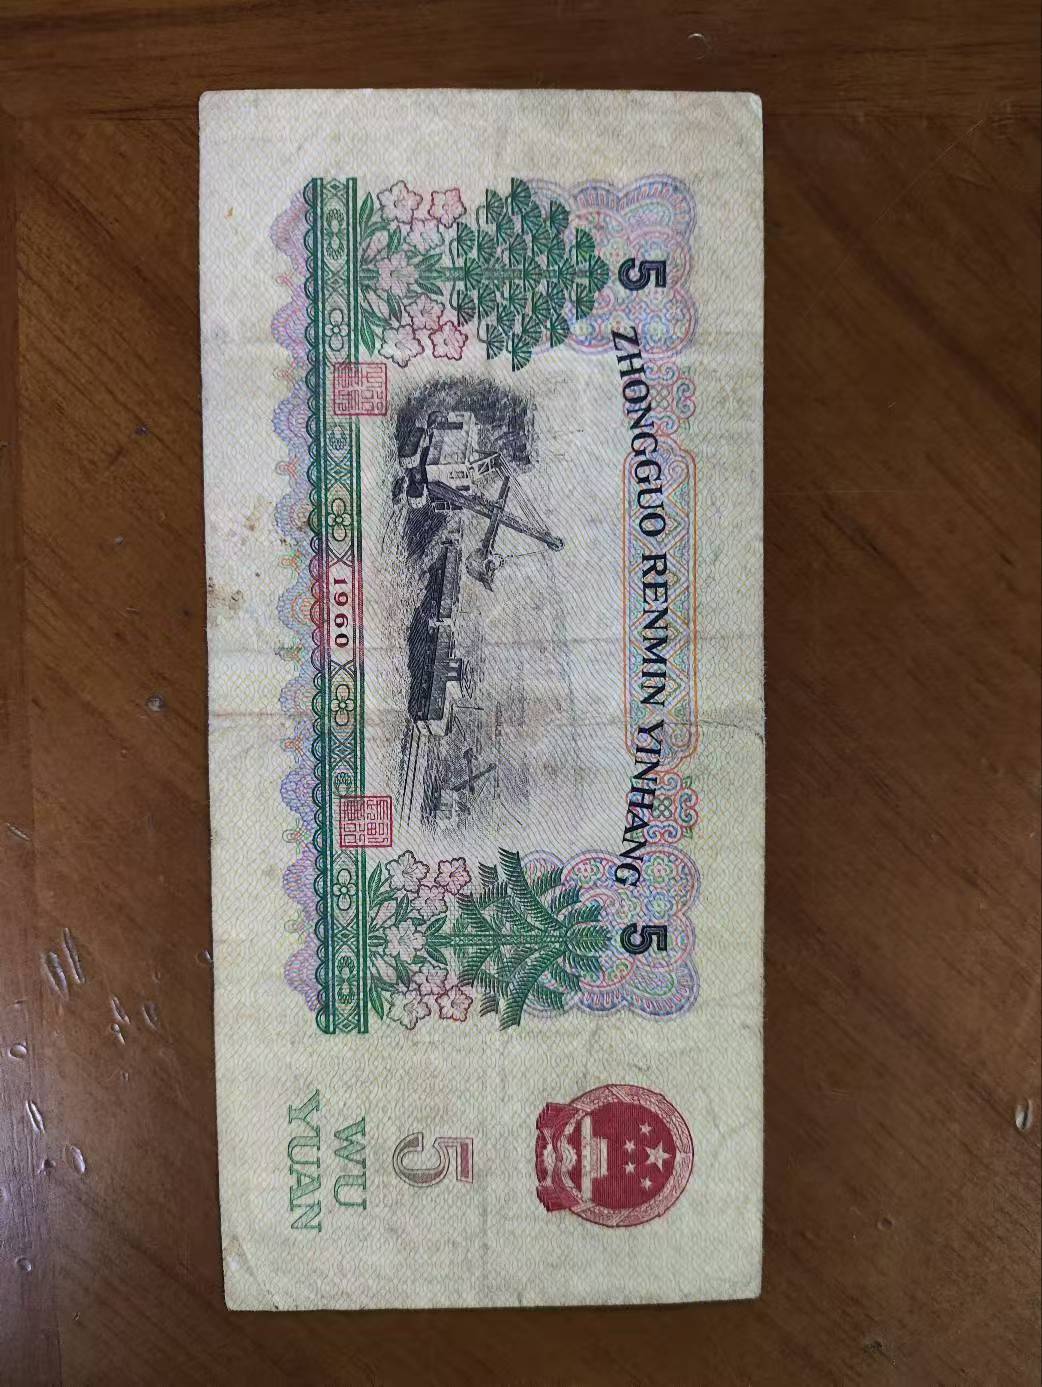 5 ZHONGGUO RENMIN YINHANG 5
1960
5
WU
YUAN